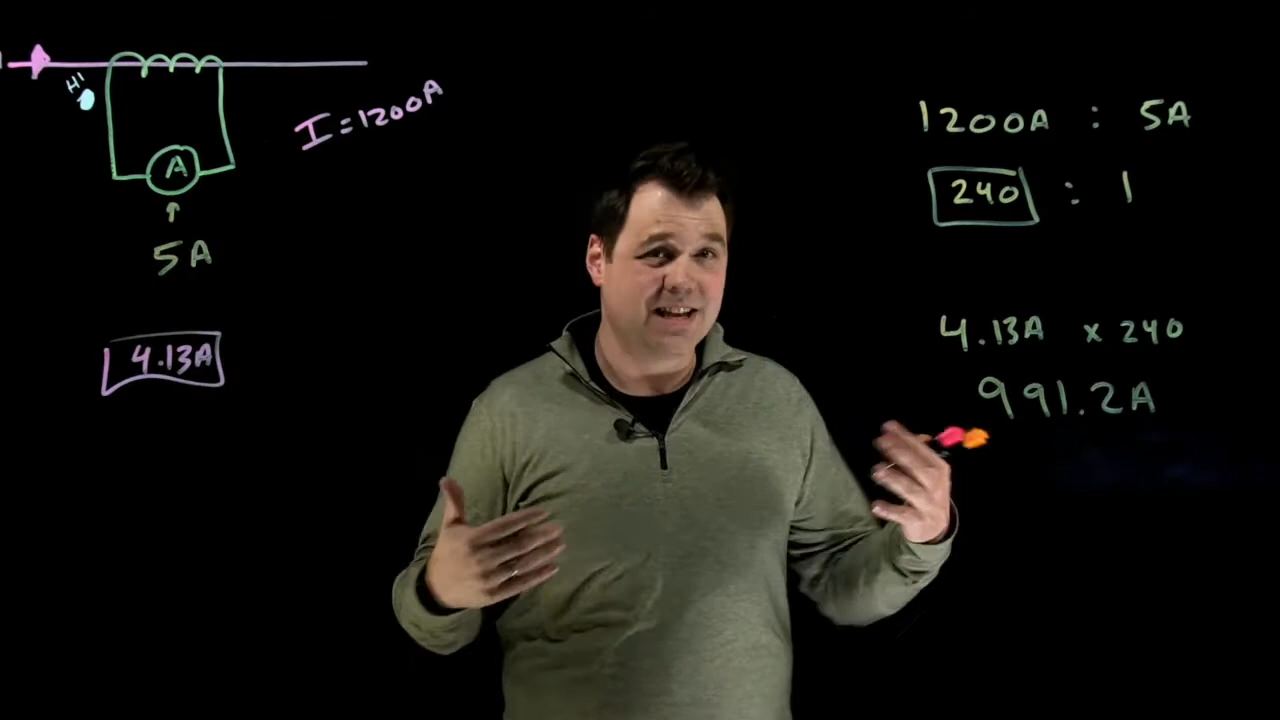 H1
A
I = 1200A
5A
4.13A
1200A : 5A
240 : 1
4.13A x 240
991.2A